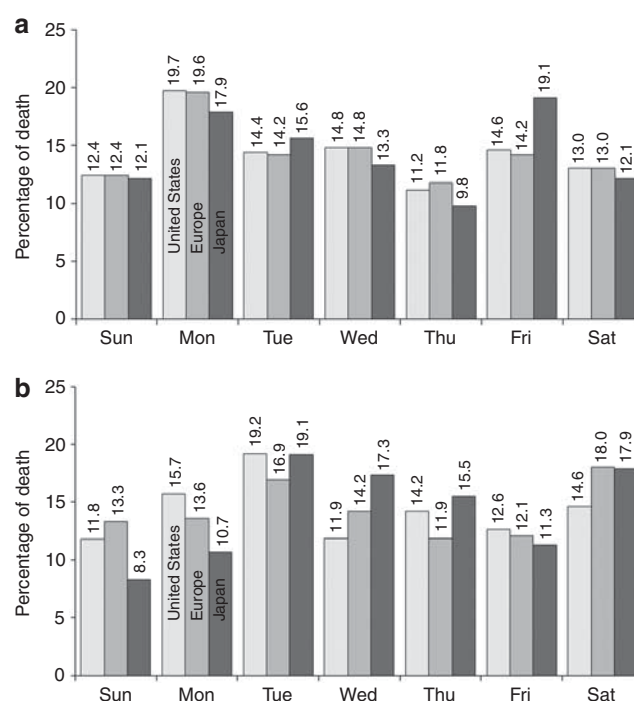 a
Percentage of death
25
20
15
10
5
0
12.4 12.4 12.1
19.7 19.6 17.9
14.4 14.2 15.6
14.8 14.8 13.3
11.2 11.8 9.8
14.6 14.2 19.1
13.0 13.0 12.1
United States
Europe
Japan
Sun Mon Tue Wed Thu Fri Sat
b
Percentage of death
25
20
15
10
5
0
11.8 13.3 8.3
15.7 13.6 10.7
19.2 16.9 19.1
11.9 14.2 17.3
14.2 11.9 15.5
12.6 12.1 11.3
14.6 18.0 17.9
United States
Europe
Japan
Sun Mon Tue Wed Thu Fri Sat